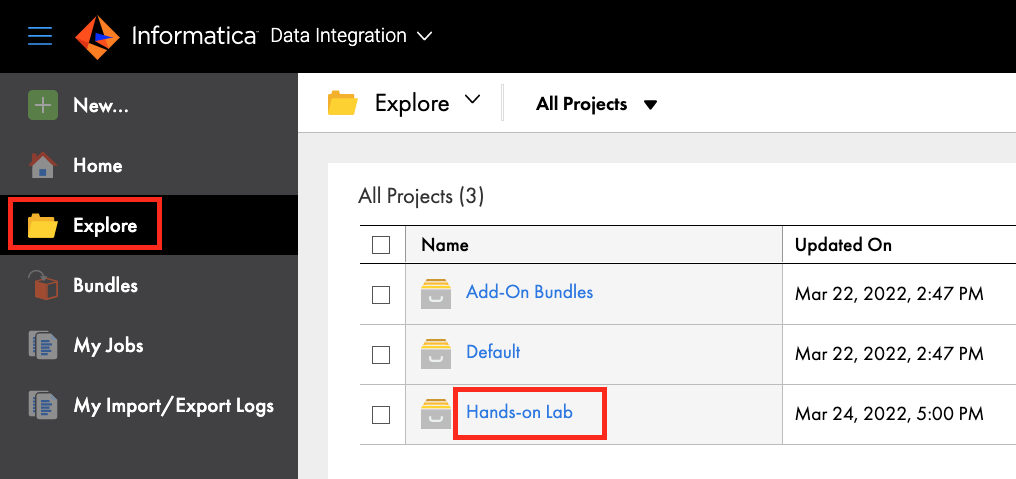 Informatica Data Integration
New...
Home
Explore
Bundles
My Jobs
My Import/Export Logs
Explore
All Projects
All Projects (3)
Name Updated On
Add-On Bundles Mar 22, 2022, 2:47 PM
Default Mar 22, 2022, 2:47 PM
Hands-on Lab Mar 24, 2022, 5:00 PM